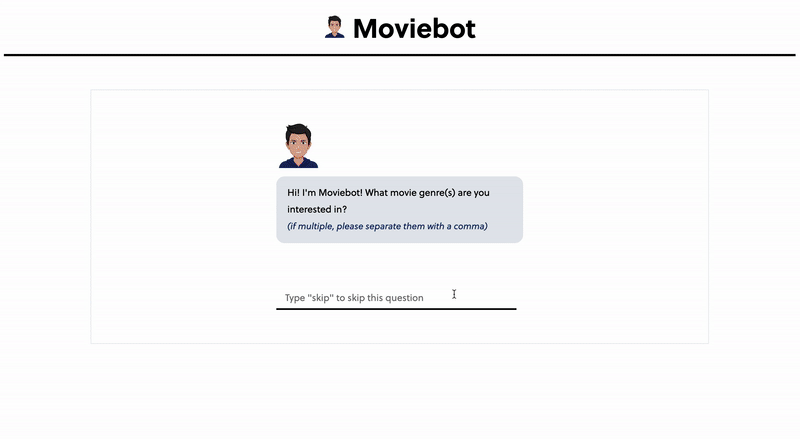 Moviebot
Hi! I'm Moviebot! What movie genre(s) are you
interested in?
(if multiple, please separate them with a comma)
Type "skip" to skip this question